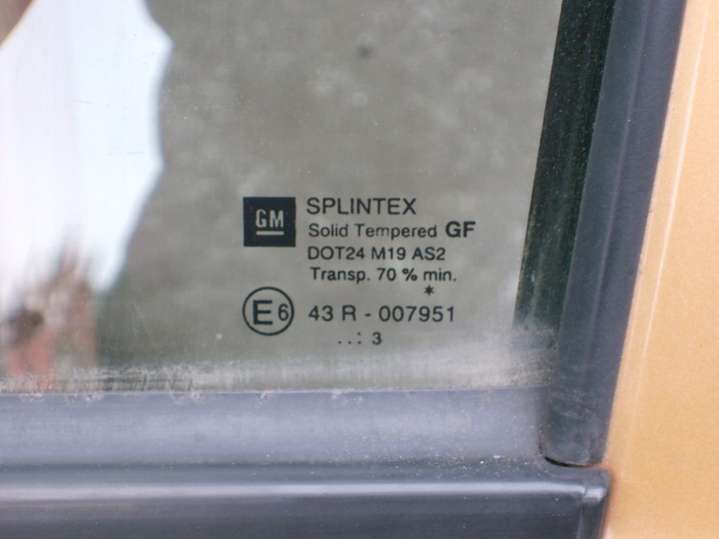 GM
SPLINTEX
Solid Tempered GF
DOT24 M19 AS2
Transp. 70 % min.
*
E6 43 R - 007951
..: 3